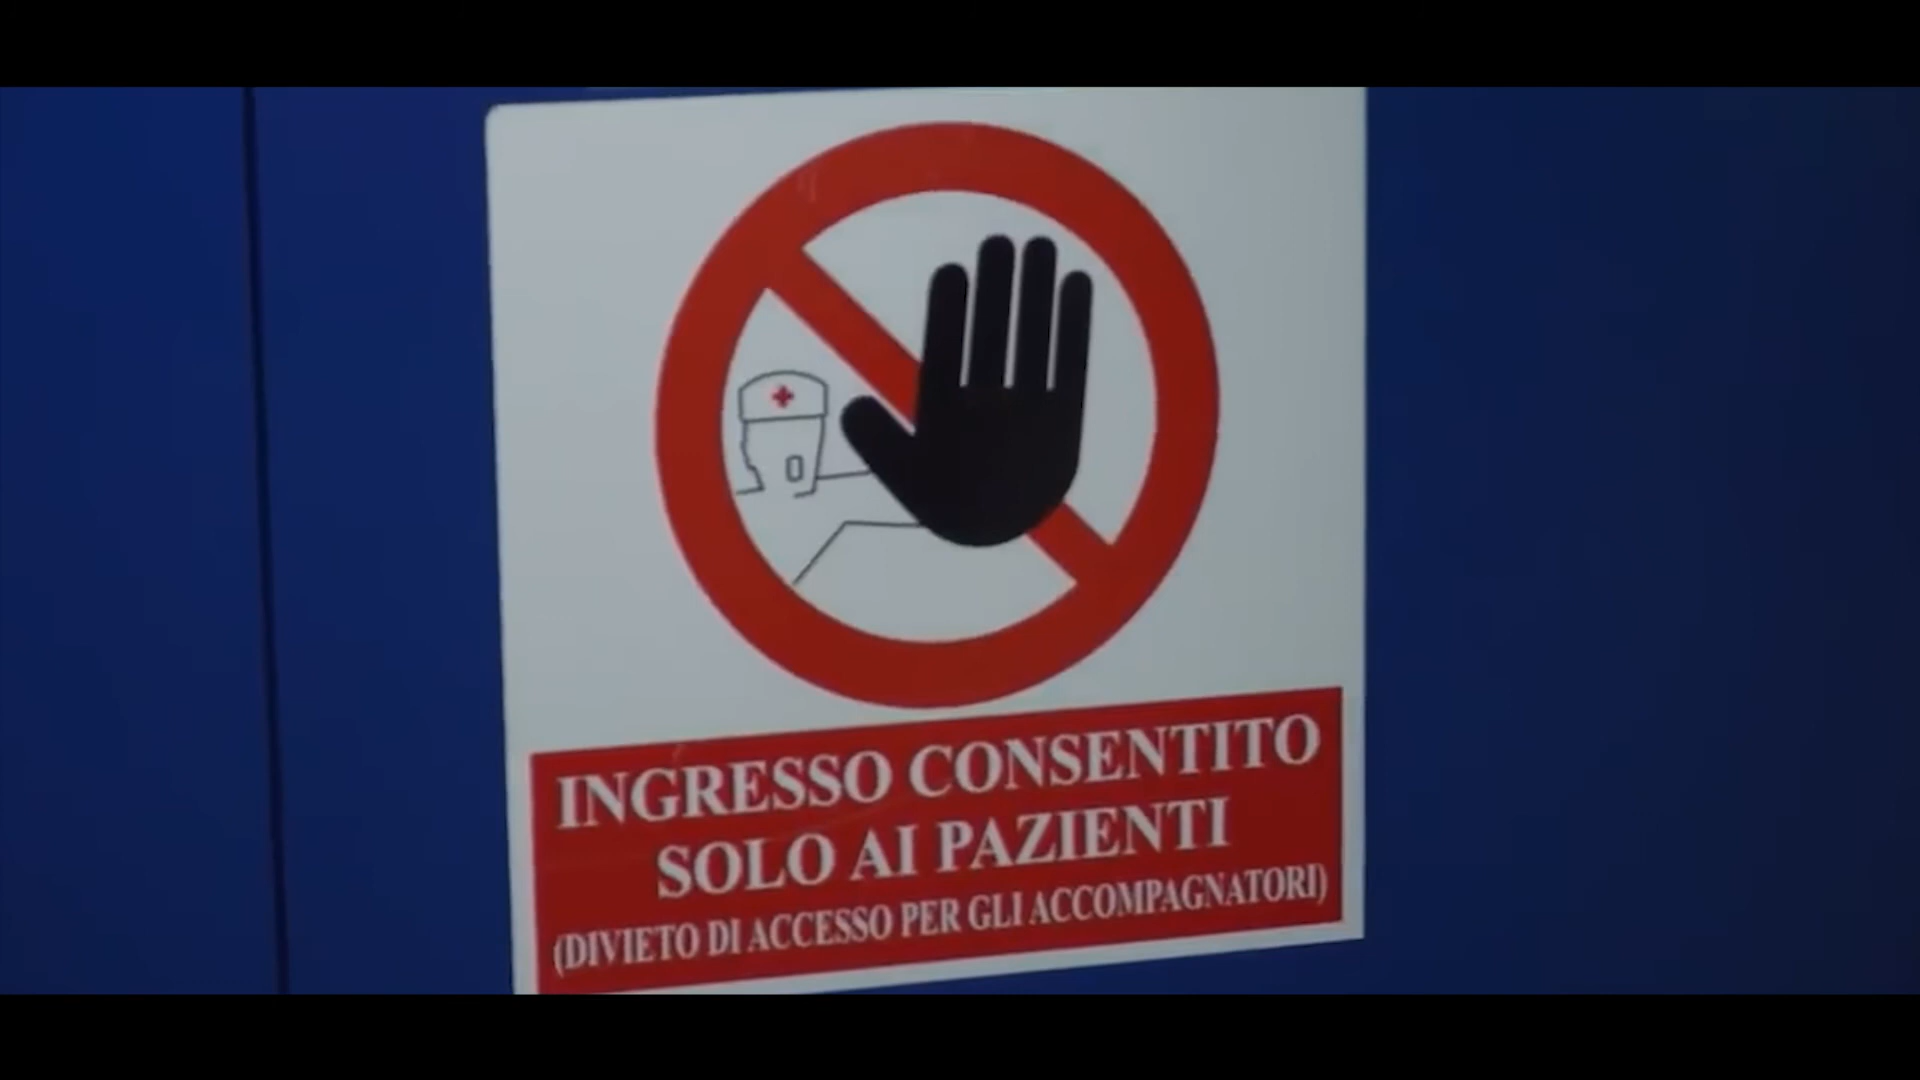 INGRESSO CONSENTITO
SOLO AI PAZIENTI
(DIVIETO DI ACCESSO PER GLI ACCOMPAGNATORI)